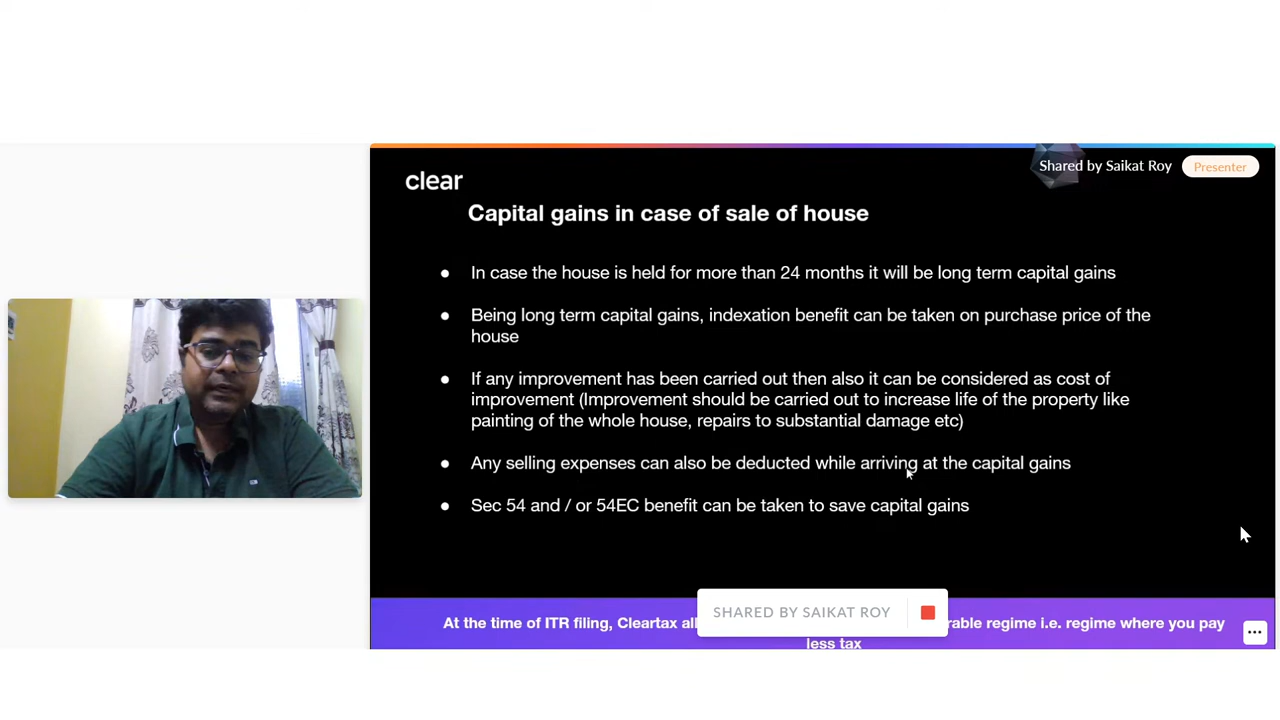 Shared by Saikat Roy
Presenter
clear
Capital gains in case of sale of house
● In case the house is held for more than 24 months it will be long term capital gains
● Being long term capital gains, indexation benefit can be taken on purchase price of the
house
● If any improvement has been carried out then also it can be considered as cost of
improvement (Improvement should be carried out to increase life of the property like
painting of the whole house, repairs to substantial damage etc)
● Any selling expenses can also be deducted while arriving at the capital gains
● Sec 54 and / or 54EC benefit can be taken to save capital gains
SHARED BY SAIKAT ROY
At the time of ITR filing, Cleartax regime i.e. regime where you pay
less tax